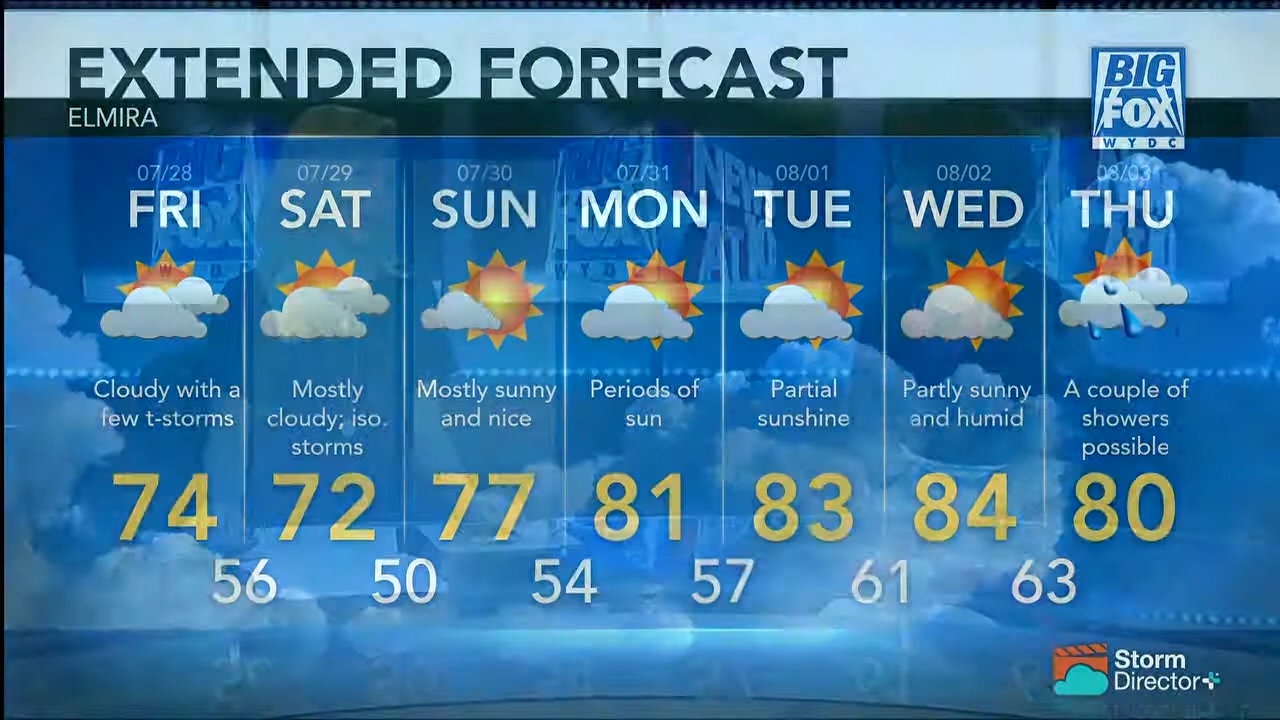 EXTENDED FORECAST
ELMIRA
BIG
FOX
WYDC
07/28 07/29 07/30 07/31 08/01 08/02 08/03
FRI SAT SUN MON TUE WED THU
Cloudy with a
few t-storms
Mostly
cloudy; iso.
storms
Mostly sunny
and nice
Periods of
sun
Partial
sunshine
Partly sunny
and humid
A couple of
showers
possible
74 72 77 81 83 84 80
56 50 54 57 61 63
Storm
Director+